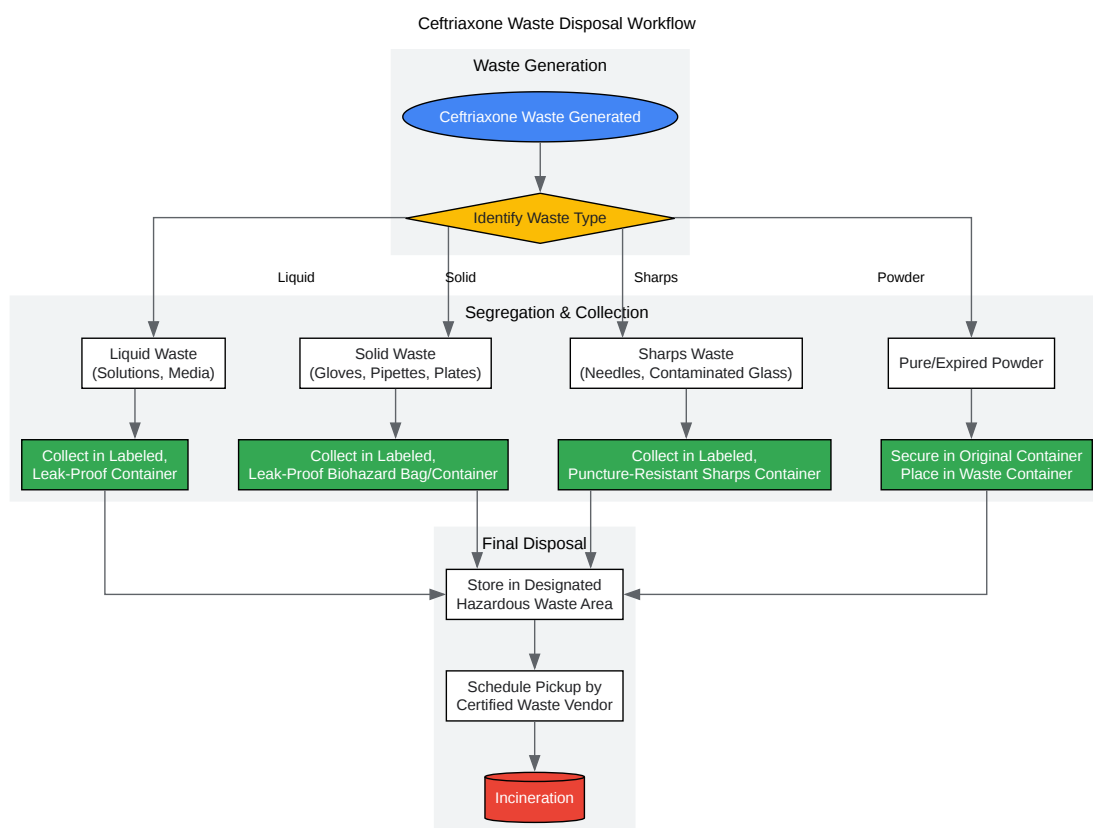 Ceftriaxone Waste Disposal Workflow
Waste Generation
Ceftriaxone Waste Generated
Identify Waste Type
Liquid
Solid
Sharps
Powder
Segregation & Collection
Liquid Waste
(Solutions, Media)
Solid Waste
(Gloves, Pipettes, Plates)
Sharps Waste
(Needles, Contaminated Glass)
Pure/Expired Powder
Collect in Labeled,
Leak-Proof Container
Collect in Labeled,
Leak-Proof Biohazard Bag/Container
Collect in Labeled,
Puncture-Resistant Sharps Container
Secure in Original Container
Place in Waste Container
Final Disposal
Store in Designated
Hazardous Waste Area
Schedule Pickup by
Certified Waste Vendor
Incineration